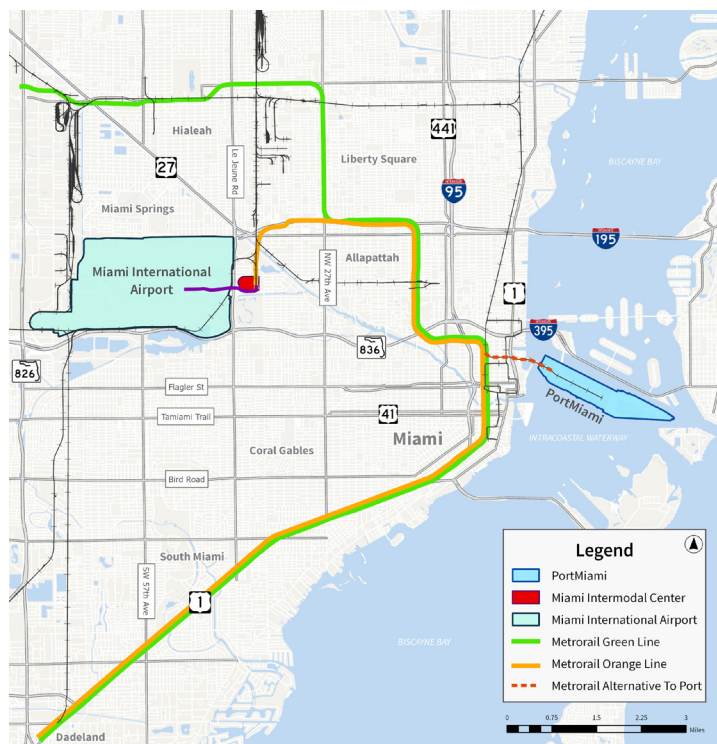 Hialeah
Le Jeune Rd
Liberty Square
441
27
95
BISCAYNE BAY
Miami Springs
195
Allapattah
Miami International
Airport
NW 27th Ave
1
395
836
826
Flagler St
PortMiami
Tamiami Trail
41
Miami
INTRACOASTAL WATERWAY
Coral Gables
Bird Road
South Miami
SW 57th Ave
1
BISCAYNE BAY
Dadeland
Legend
PortMiami
Miami Intermodal Center
Miami International Airport
Metrorail Green Line
Metrorail Orange Line
Metrorail Alternative To Port
0 0.75 1.5 2.25 3
Miles